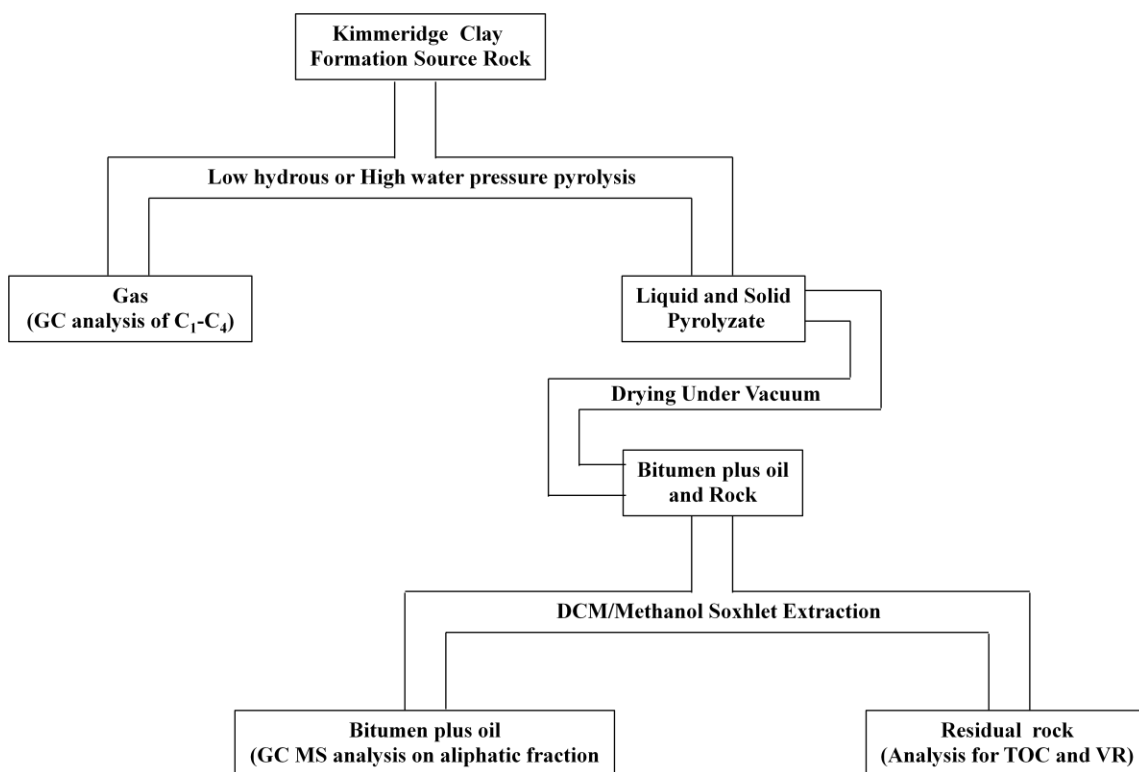 Kimmeridge Clay
Formation Source Rock
Low hydrous or High water pressure pyrolysis
Gas
(GC analysis of C₁-C₄)
Liquid and Solid
Pyrolyzate
Drying Under Vacuum
Bitumen plus oil
and Rock
DCM/Methanol Soxhlet Extraction
Bitumen plus oil
(GC MS analysis on aliphatic fraction
Residual rock
(Analysis for TOC and VR)